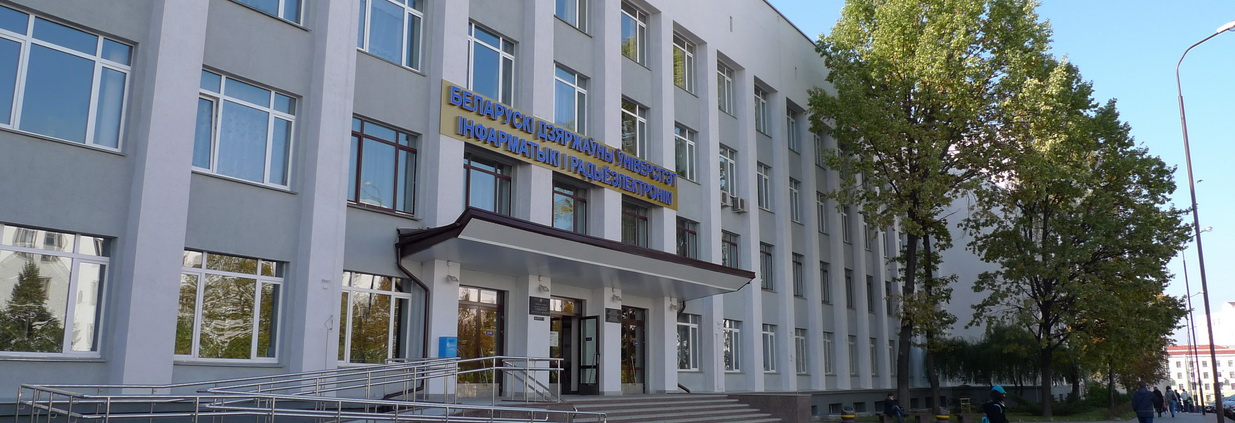 БЕЛАРУСКІ ДЗЯРЖАЎНЫ УНІВЕРСІТЭТ
ІНФАРМАТЫКІ І РАДЫЁЭЛЕКТРОНІКІ